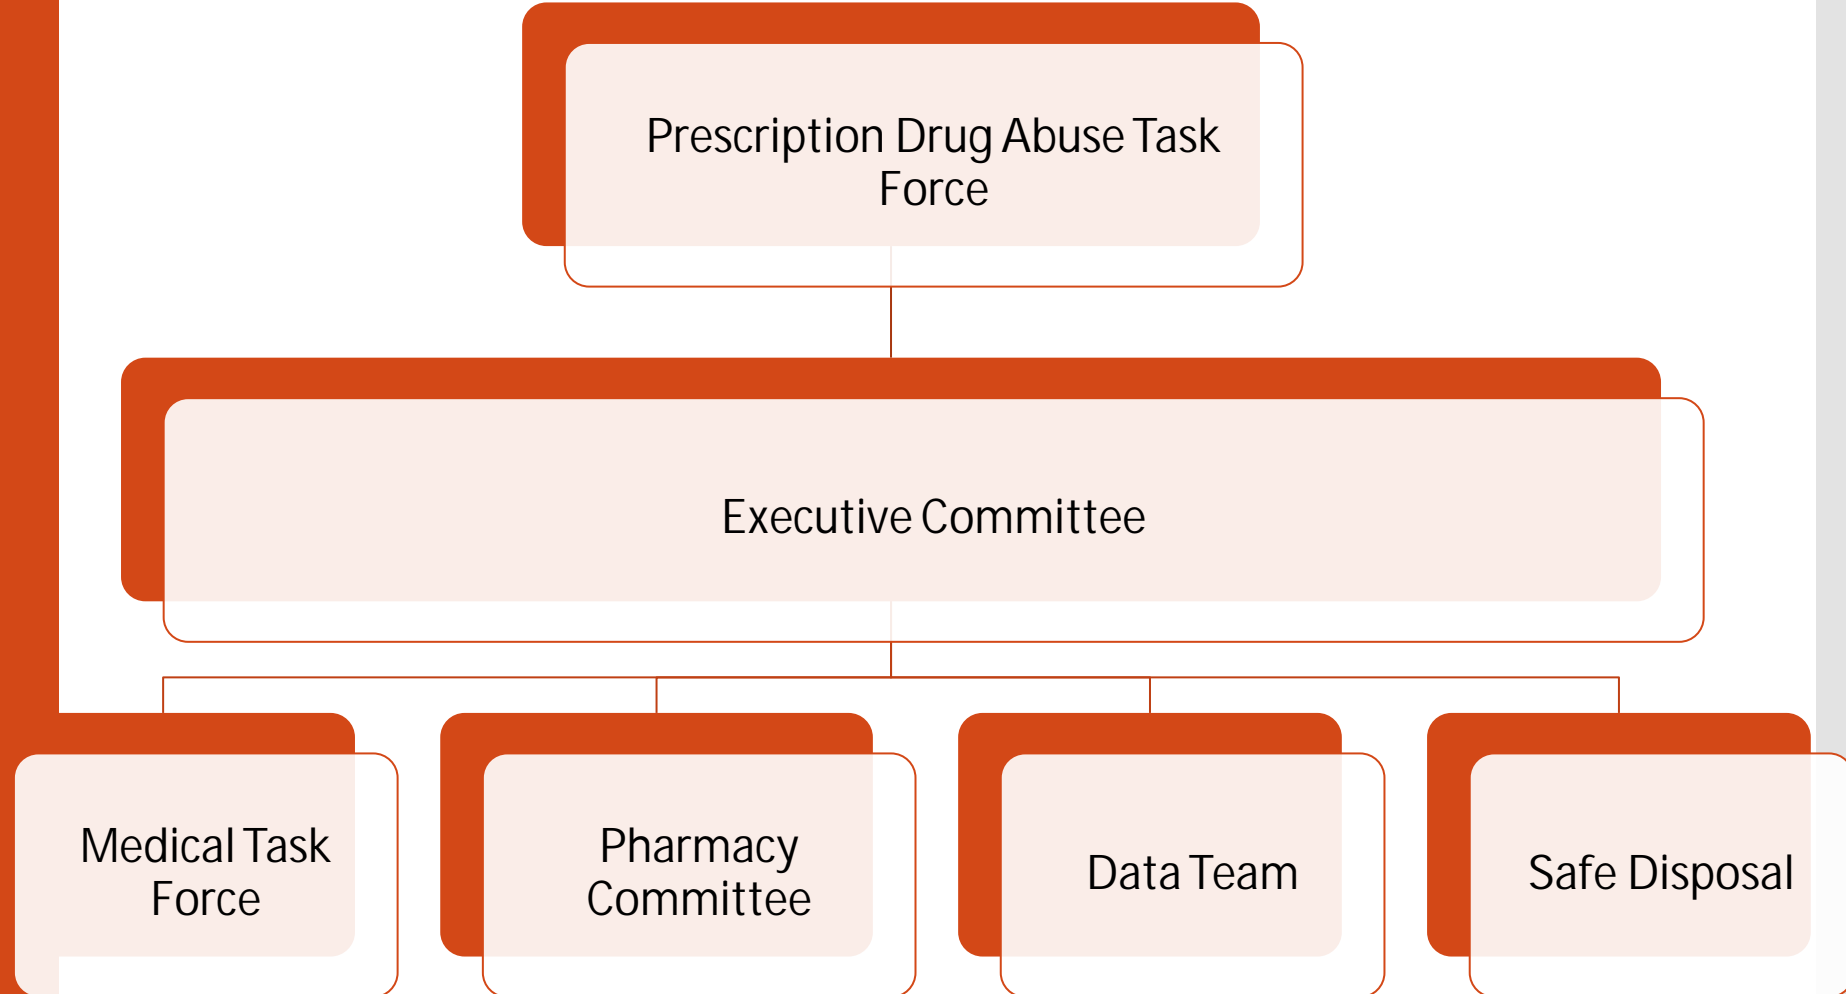 Prescription Drug Abuse Task
Force
Executive Committee
Medical Task
Force
Pharmacy
Committee
Data Team
Safe Disposal